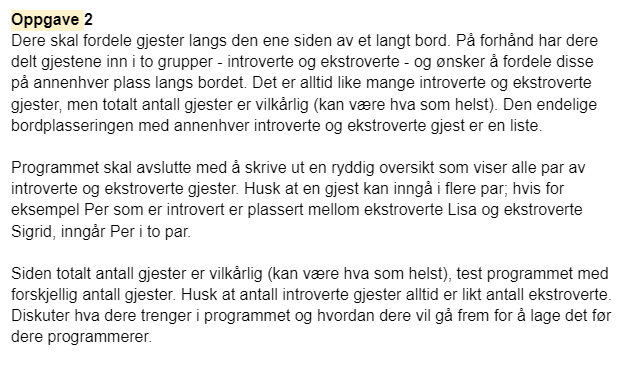 Oppgave 2
Dere skal fordele gjester langs den ene siden av et langt bord. På forhånd har dere
delt gjestene inn i to grupper - introverte og ekstroverte - og ønsker å fordele disse
på annenhver plass langs bordet. Det er alltid like mange introverte og ekstroverte
gjester, men totalt antall gjester er vilkårlig (kan være hva som helst). Den endelige
bordplasseringen med annenhver introverte og ekstroverte gjest er en liste.
Programmet skal avslutte med å skrive ut en ryddig oversikt som viser alle par av
introverte og ekstroverte gjester. Husk at en gjest kan inngå i flere par; hvis for
eksempel Per som er introvert er plassert mellom ekstroverte Lisa og ekstroverte
Sigrid, inngår Per i to par.
Siden totalt antall gjester er vilkårlig (kan være hva som helst), test programmet med
forskjellig antall gjester. Husk at antall introverte gjester alltid er likt antall ekstroverte.
Diskuter hva dere trenger i programmet og hvordan dere vil gå frem for å lage det før
dere programmerer.